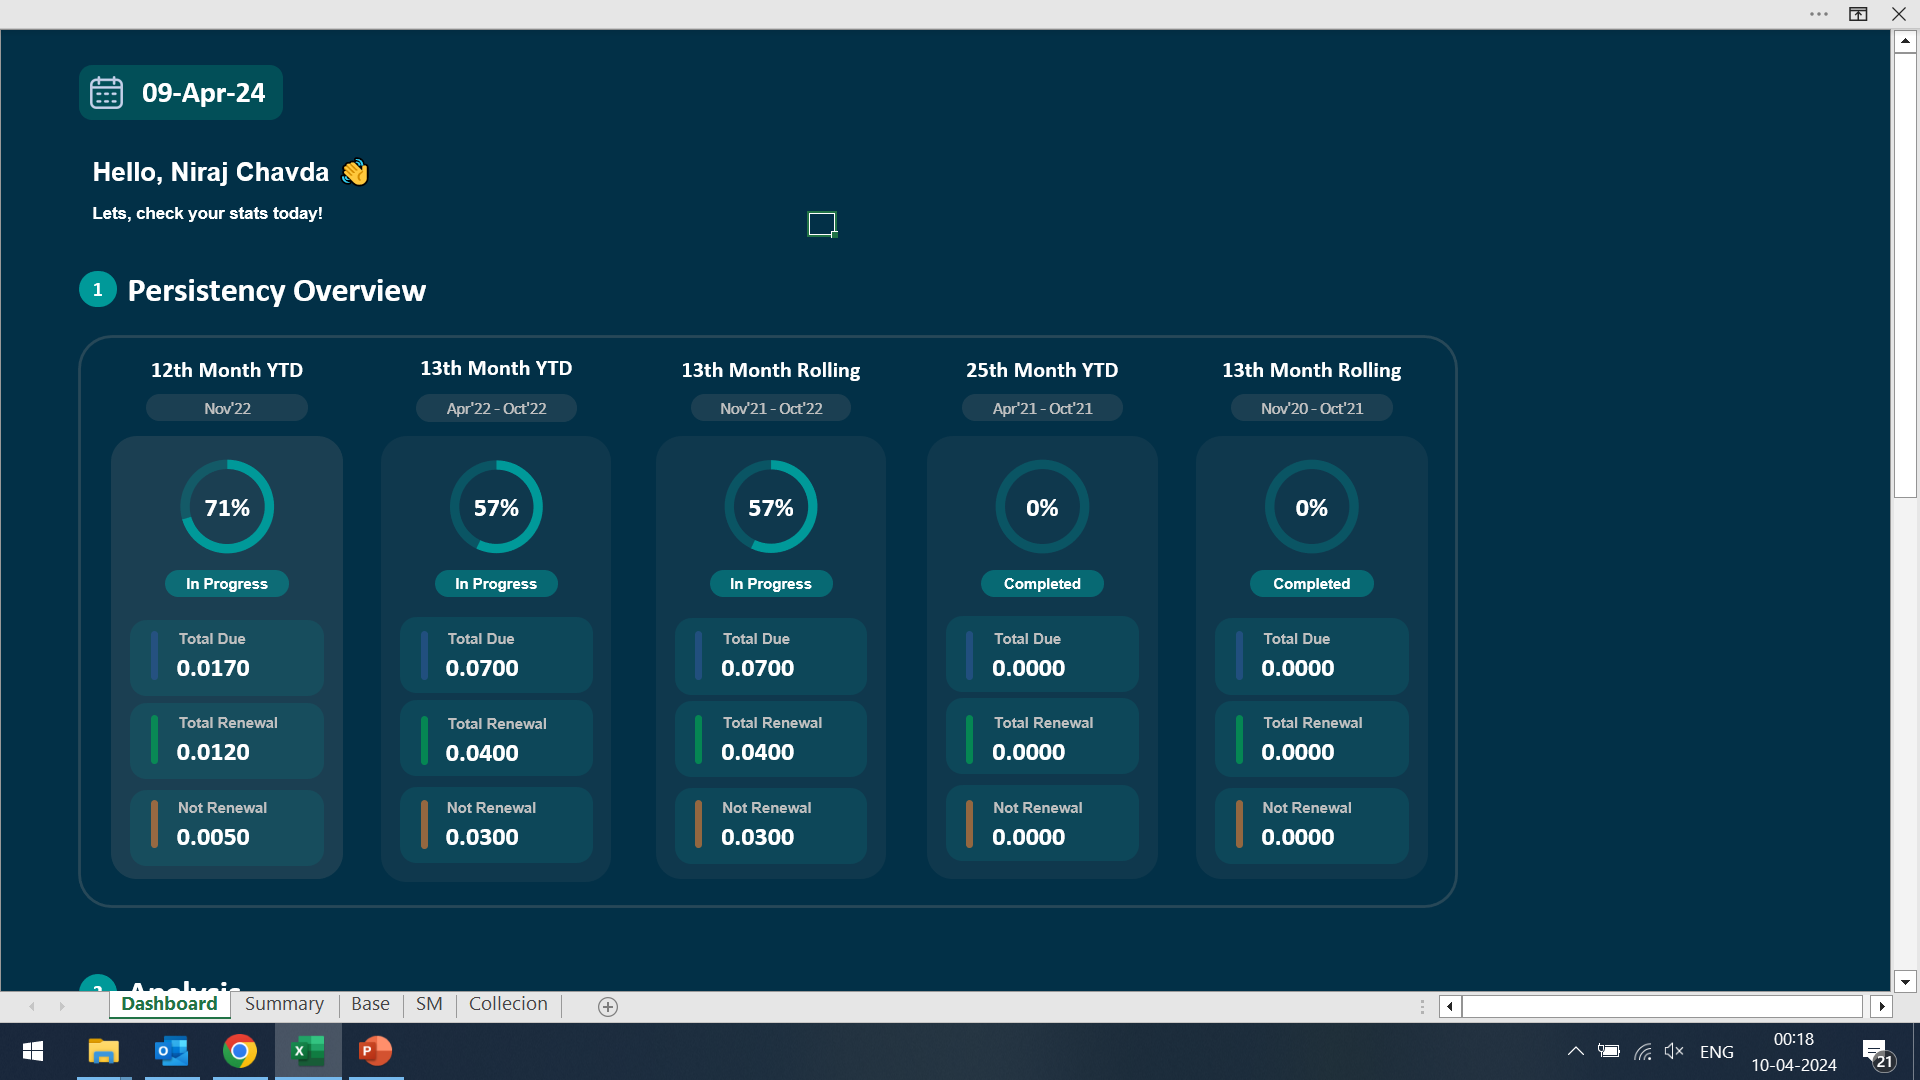 09-Apr-24
Hello, Niraj Chavda
Lets, check your stats today!
1 Persistency Overview
12th Month YTD
Nov'22
71%
In Progress
Total Due
0.0170
Total Renewal
0.0120
Not Renewal
0.0050
13th Month YTD
Apr'22 - Oct'22
57%
In Progress
Total Due
0.0700
Total Renewal
0.0400
Not Renewal
0.0300
13th Month Rolling
Nov'21 - Oct'22
57%
In Progress
Total Due
0.0700
Total Renewal
0.0400
Not Renewal
0.0300
25th Month YTD
Apr'21 - Oct'21
0%
Completed
Total Due
0.0000
Total Renewal
0.0000
Not Renewal
0.0000
13th Month Rolling
Nov'20 - Oct'21
0%
Completed
Total Due
0.0000
Total Renewal
0.0000
Not Renewal
0.0000
2 Analysis
Dashboard Summary Base SM Collecion
ENG
00:18
10-04-2024
21